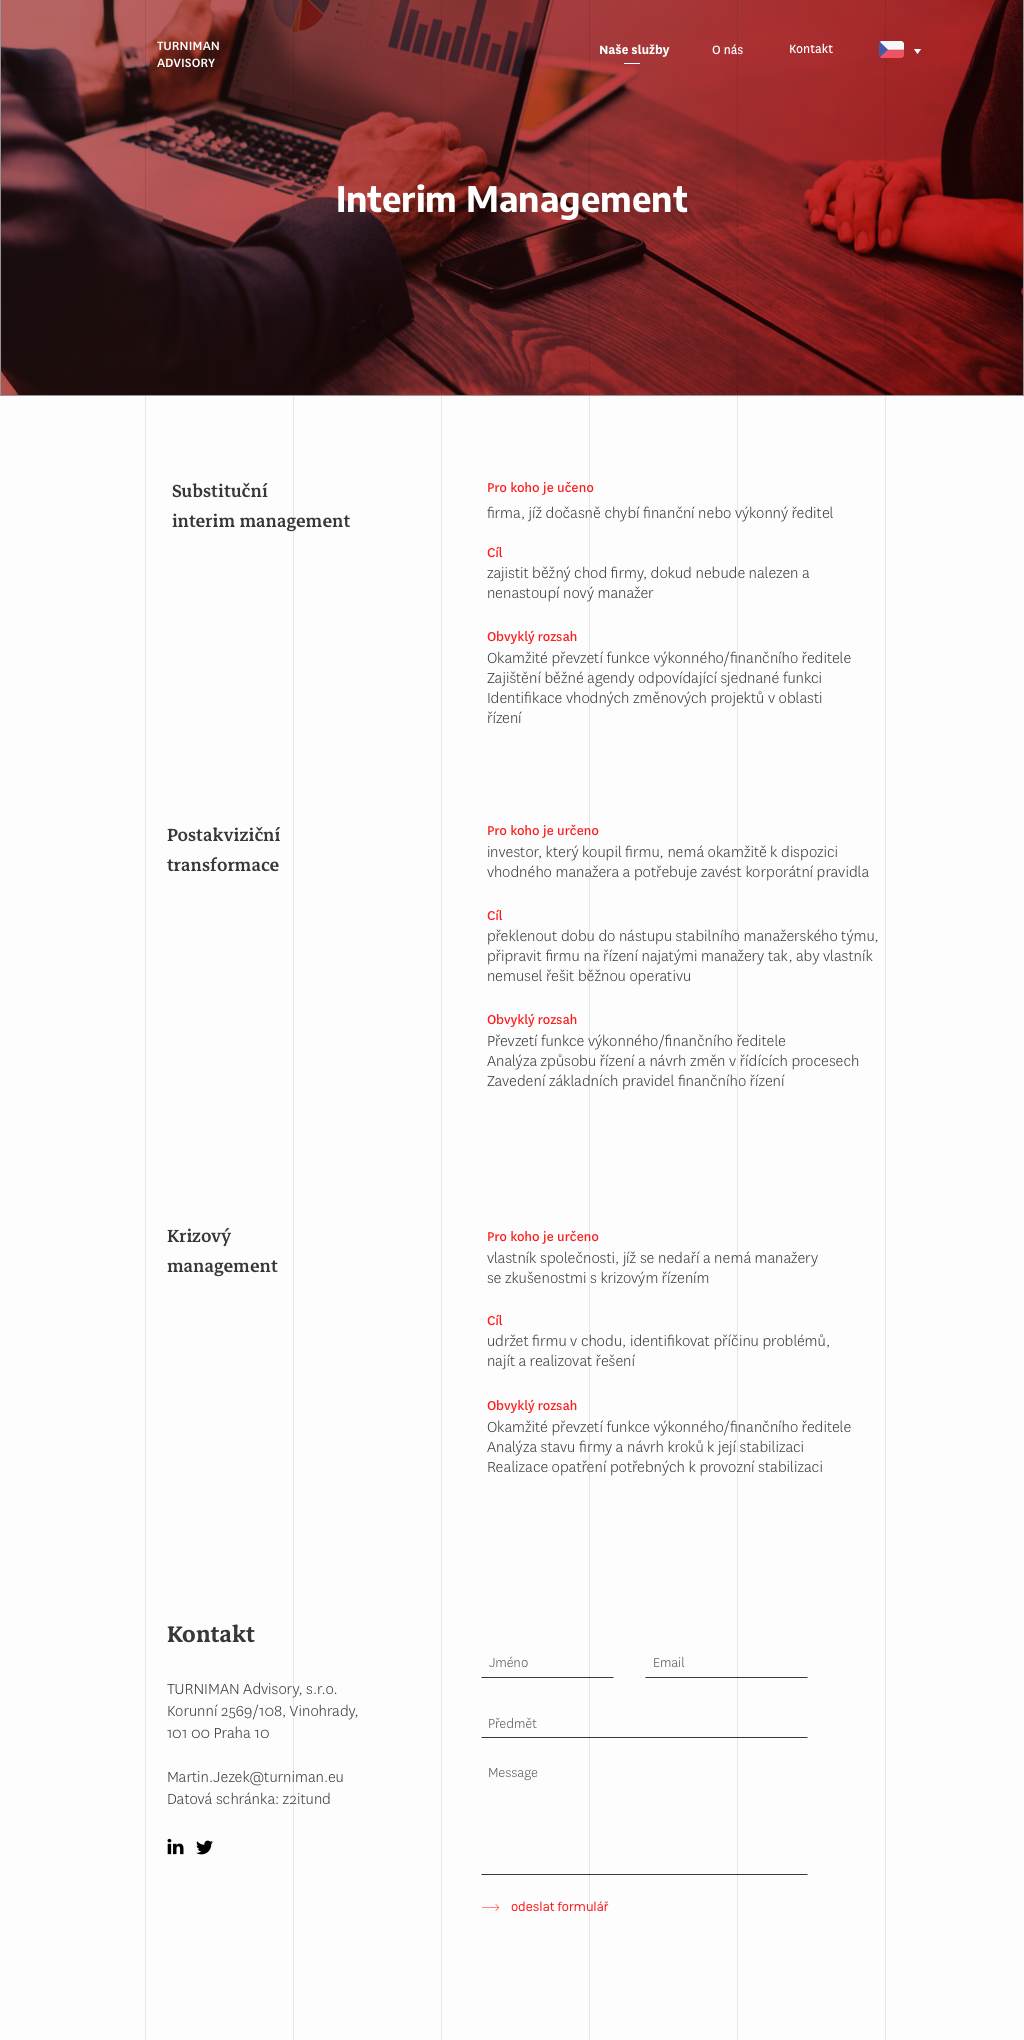 TURNIMAN
ADVISORY
Naše služby
O nás
Kontakt
Interim Management
Substituční
interim management
Pro koho je učeno
firma, jíž dočasně chybí finanční nebo výkonný ředitel
Cíl
zajistit běžný chod firmy, dokud nebude nalezen a
nenastoupí nový manažer
Obvyklý rozsah
Okamžité převzetí funkce výkonného/finančního ředitele
Zajištění běžné agendy odpovídající sjednané funkci
Identifikace vhodných změnových projektů v oblasti
řízení
Postakviziční
transformace
Pro koho je určeno
investor, který koupil firmu, nemá okamžitě k dispozici
vhodného manažera a potřebuje zavést korporátní pravidla
Cíl
překlenout dobu do nástupu stabilního manažerského týmu,
připravit firmu na řízení najatými manažery tak, aby vlastník
nemusel řešit běžnou operativu
Obvyklý rozsah
Převzetí funkce výkonného/finančního ředitele
Analýza způsobu řízení a návrh změn v řídících procesech
Zavedení základních pravidel finančního řízení
Krizový
management
Pro koho je určeno
vlastník společnosti, jíž se nedaří a nemá manažery
se zkušenostmi s krizovým řízením
Cíl
udržet firmu v chodu, identifikovat příčinu problémů,
najít a realizovat řešení
Obvyklý rozsah
Okamžité převzetí funkce výkonného/finančního ředitele
Analýza stavu firmy a návrh kroků k její stabilizaci
Realizace opatření potřebných k provozní stabilizaci
Kontakt
TURNIMAN Advisory, s.r.o.
Korunní 2569/108, Vinohrady,
101 00 Praha 10
Martin.Jezek@turniman.eu
Datová schránka: z2itund
Jméno
Email
Předmět
Message
odeslat formulář